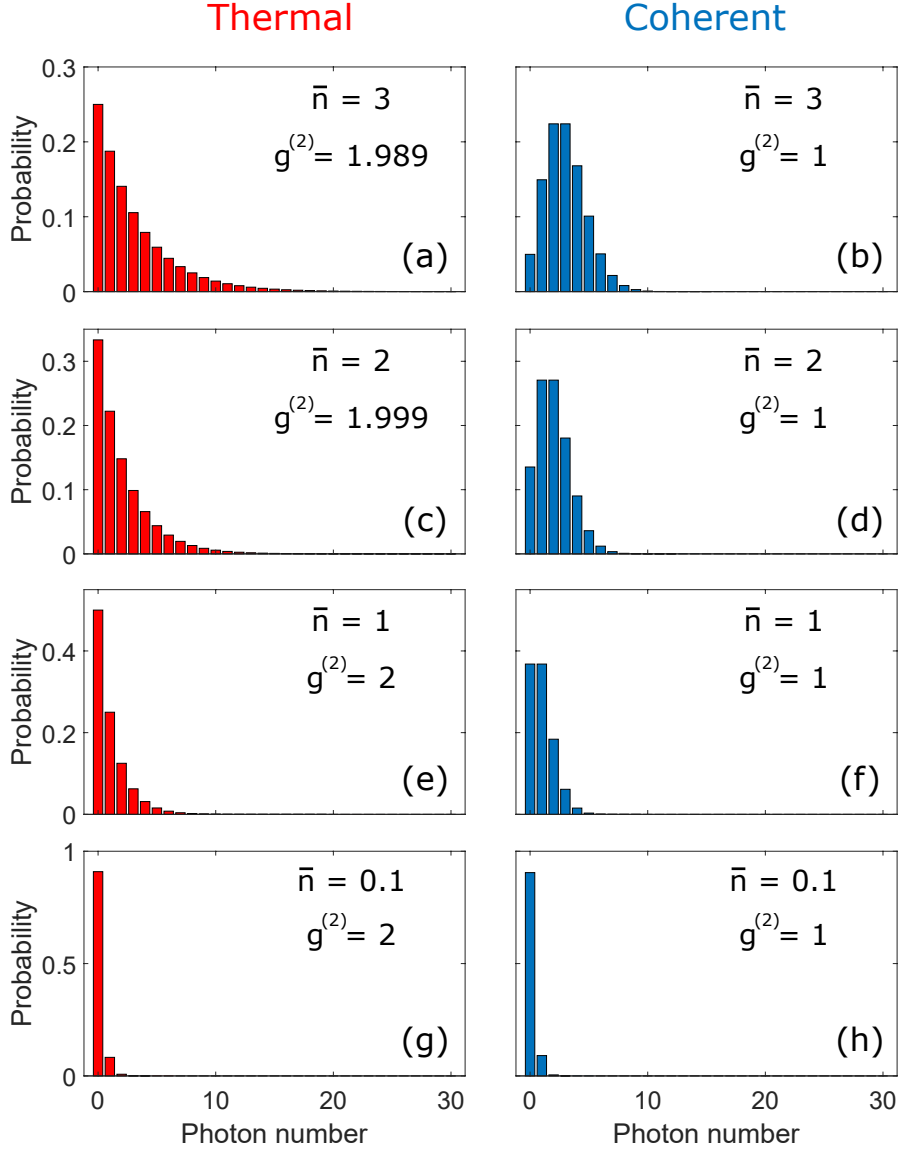 Thermal
Coherent
0.3
0.2
0.1
0
Probability
n̄ = 3
g(2)= 1.989
(a)
n̄ = 3
g(2)= 1
(b)
0.3
0.2
0.1
0
Probability
n̄ = 2
g(2)= 1.999
(c)
n̄ = 2
g(2)= 1
(d)
0.4
0.2
0
Probability
n̄ = 1
g(2)= 2
(e)
n̄ = 1
g(2)= 1
(f)
1
0.5
0
Probability
n̄ = 0.1
g(2)= 2
(g)
n̄ = 0.1
g(2)= 1
(h)
0 10 20 30
Photon number
0 10 20 30
Photon number